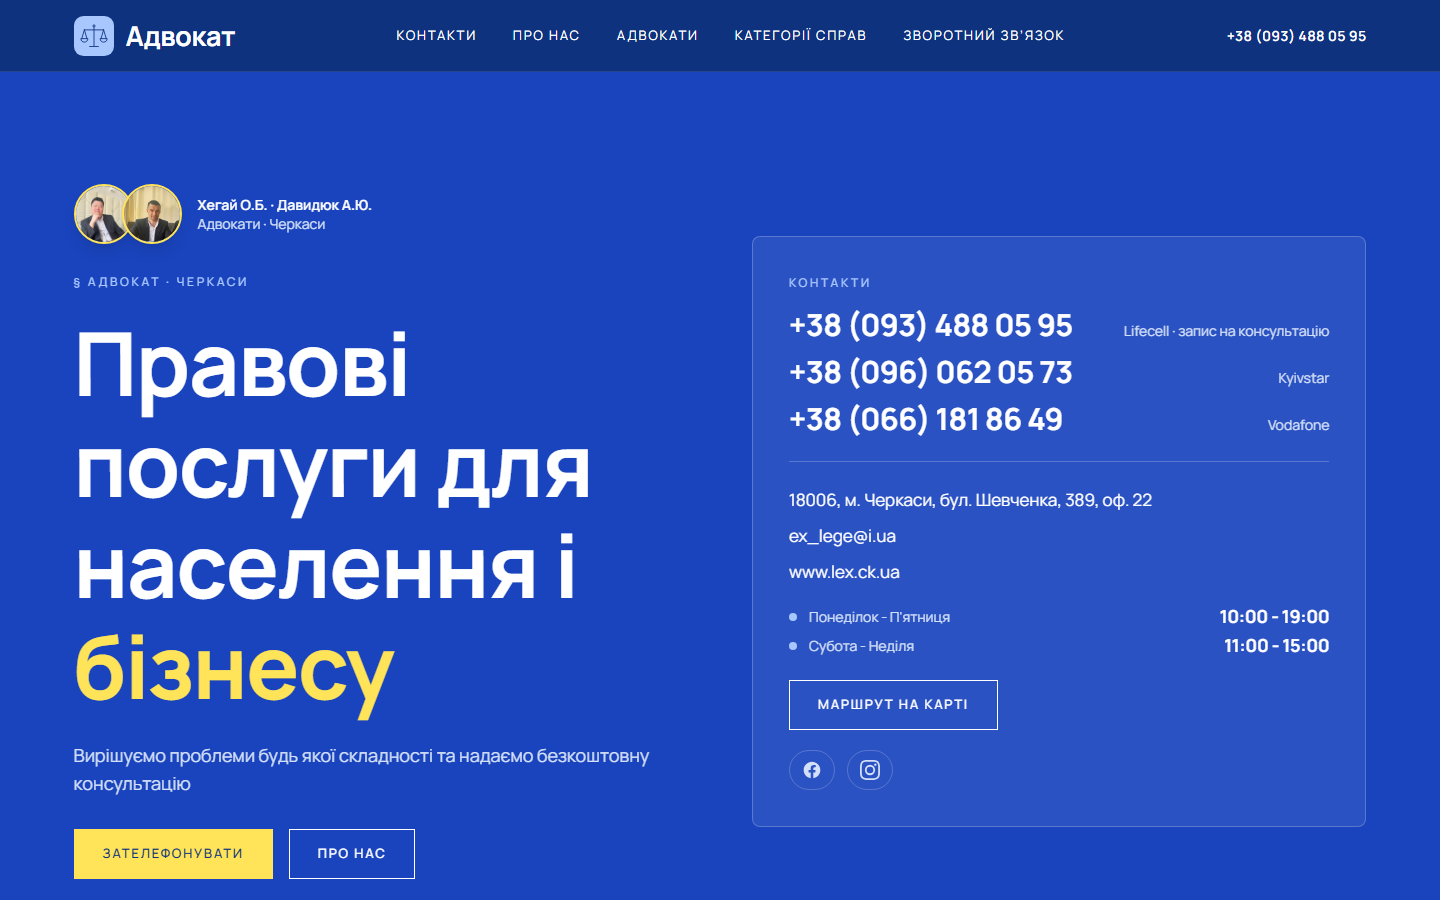 Адвокат
КОНТАКТИ
ПРО НАС
АДВОКАТИ
КАТЕГОРІЇ СПРАВ
ЗВОРОТНИЙ ЗВ'ЯЗОК
+38 (093) 488 05 95
Хегай О.Б. · Давидюк А.Ю.
Адвокати · Черкаси
§ АДВОКАТ · ЧЕРКАСИ
Правові
послуги для
населення і
бізнесу
Вирішуємо проблеми будь якої складності та надаємо безкоштовну
консультацію
ЗАТЕЛЕФОНУВАТИ
ПРО НАС
КОНТАКТИ
+38 (093) 488 05 95 Lifecell · запис на консультацію
+38 (096) 062 05 73 Kyivstar
+38 (066) 181 86 49 Vodafone
18006, м. Черкаси, бул. Шевченка, 389, оф. 22
ex_lege@i.ua
www.lex.ck.ua
Понеділок - П'ятниця 10:00 - 19:00
Субота - Неділя 11:00 - 15:00
МАРШРУТ НА КАРТІ